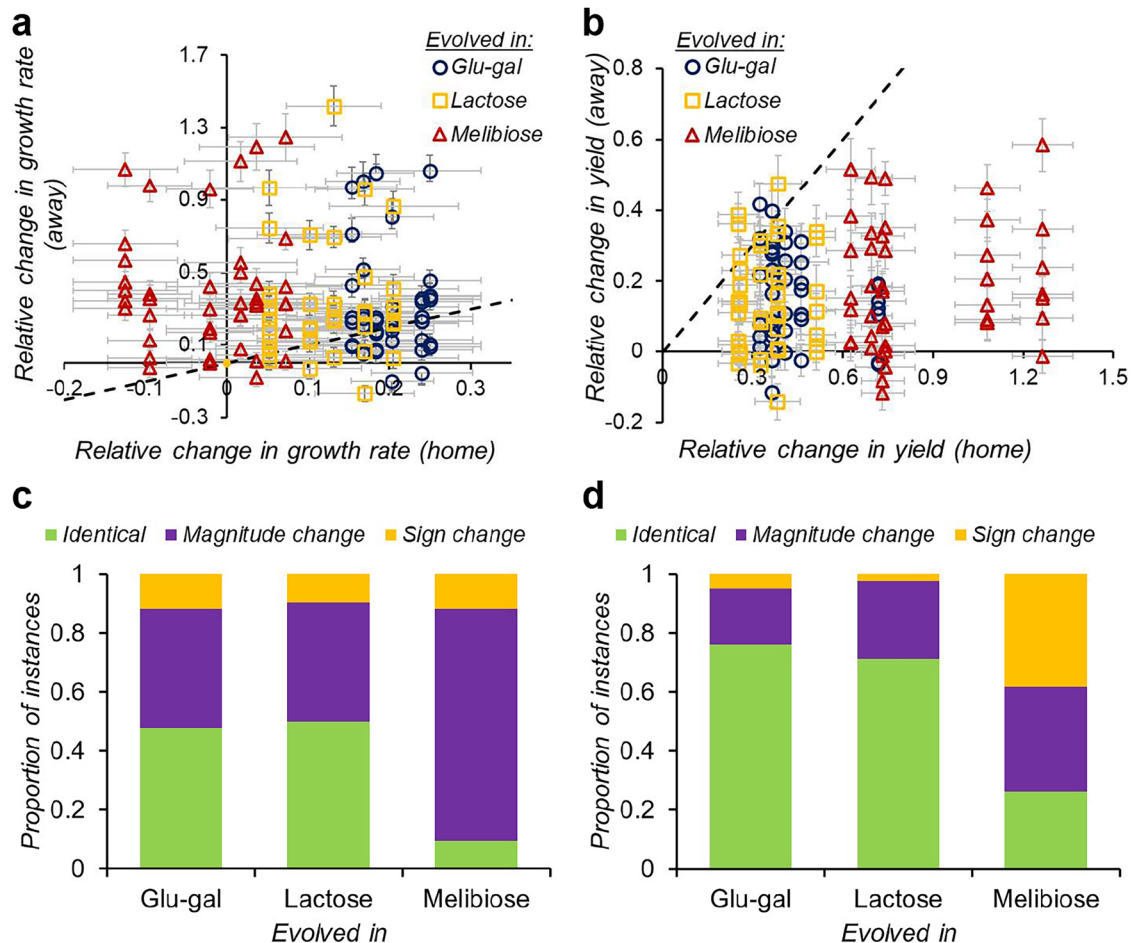 a
Relative change in growth rate
(away)
Evolved in:
Glu-gal
Lactose
Melibiose
1.7
1.3
0.9
0.5
0.1
-0.3
-0.2
-0.1
0
0.1
0.2
0.3
Relative change in growth rate (home)
b
Relative change in yield (away)
Evolved in:
Glu-gal
Lactose
Melibiose
0.8
0.6
0.4
0.2
0
-0.2
0
0.3
0.6
0.9
1.2
1.5
Relative change in yield (home)
c
Identical Magnitude change Sign change
Proportion of instances
1
0.8
0.6
0.4
0.2
0
Glu-gal Lactose Melibiose
Evolved in
d
Identical Magnitude change Sign change
Proportion of instances
1
0.8
0.6
0.4
0.2
0
Glu-gal Lactose Melibiose
Evolved in